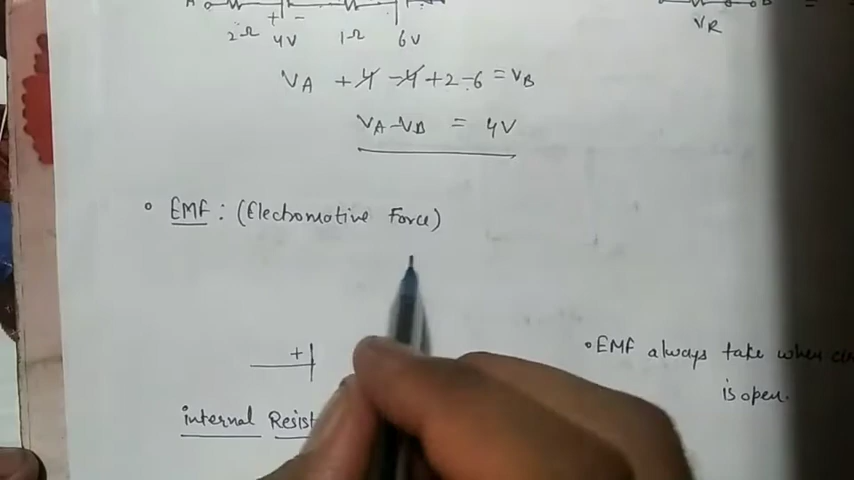 A + -
2Ω 4V 1Ω 6V
VR
VA +4 -4 +2 -6 = VB
VA-VB = 4V
• EMF : (Electromotive Force)
+
• EMF always take when
is open.
internal